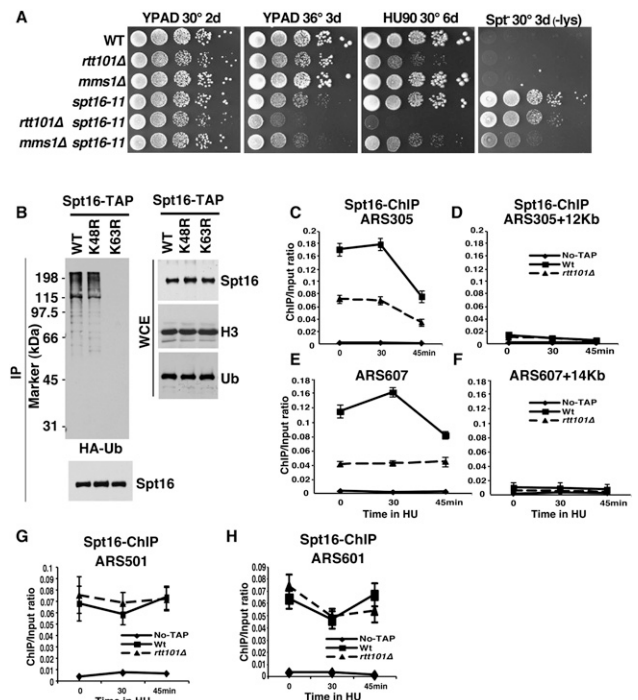 A
YPAD 30° 2d
YPAD 36° 3d
HU90 30° 6d
Spt⁻ 30° 3d (-lys)
WT
rtt101Δ
mms1Δ
spt16-11
rtt101Δ spt16-11
mms1Δ spt16-11
B
Spt16-TAP
WT
K48R
K63R
IP
Marker (kDa)
198
115
97.5
66
45
31
HA-Ub
Spt16
Spt16-TAP
WT
K48R
K63R
WCE
Spt16
H3
Ub
C
Spt16-ChIP
ARS305
ChIP/Input ratio
0.2
0.18
0.16
0.14
0.12
0.1
0.08
0.06
0.04
0.02
0
0 30 45min
D
Spt16-ChIP
ARS305+12Kb
0.2
0.18
0.16
0.14
0.12
0.1
0.08
0.06
0.04
0.02
0
No-TAP
Wt
rtt101Δ
0 30 45min
E
ARS607
ChIP/Input ratio
0.18
0.16
0.14
0.12
0.1
0.08
0.06
0.04
0.02
0
0 30 45min
Time in HU
F
ARS607+14Kb
0.18
0.16
0.14
0.12
0.1
0.08
0.06
0.04
0.02
0
No-TAP
Wt
rtt101Δ
0 30 45min
Time in HU
G
Spt16-ChIP
ARS501
ChIP/Input ratio
0.1
0.09
0.08
0.07
0.06
0.05
0.04
0.03
0.02
0.01
0
No-TAP
Wt
rtt101Δ
0 30 45min
Time in HU
H
Spt16-ChIP
ARS601
ChIP/Input ratio
0.09
0.08
0.07
0.06
0.05
0.04
0.03
0.02
0.01
0
No-TAP
Wt
rtt101Δ
0 30 45min
Time in HU